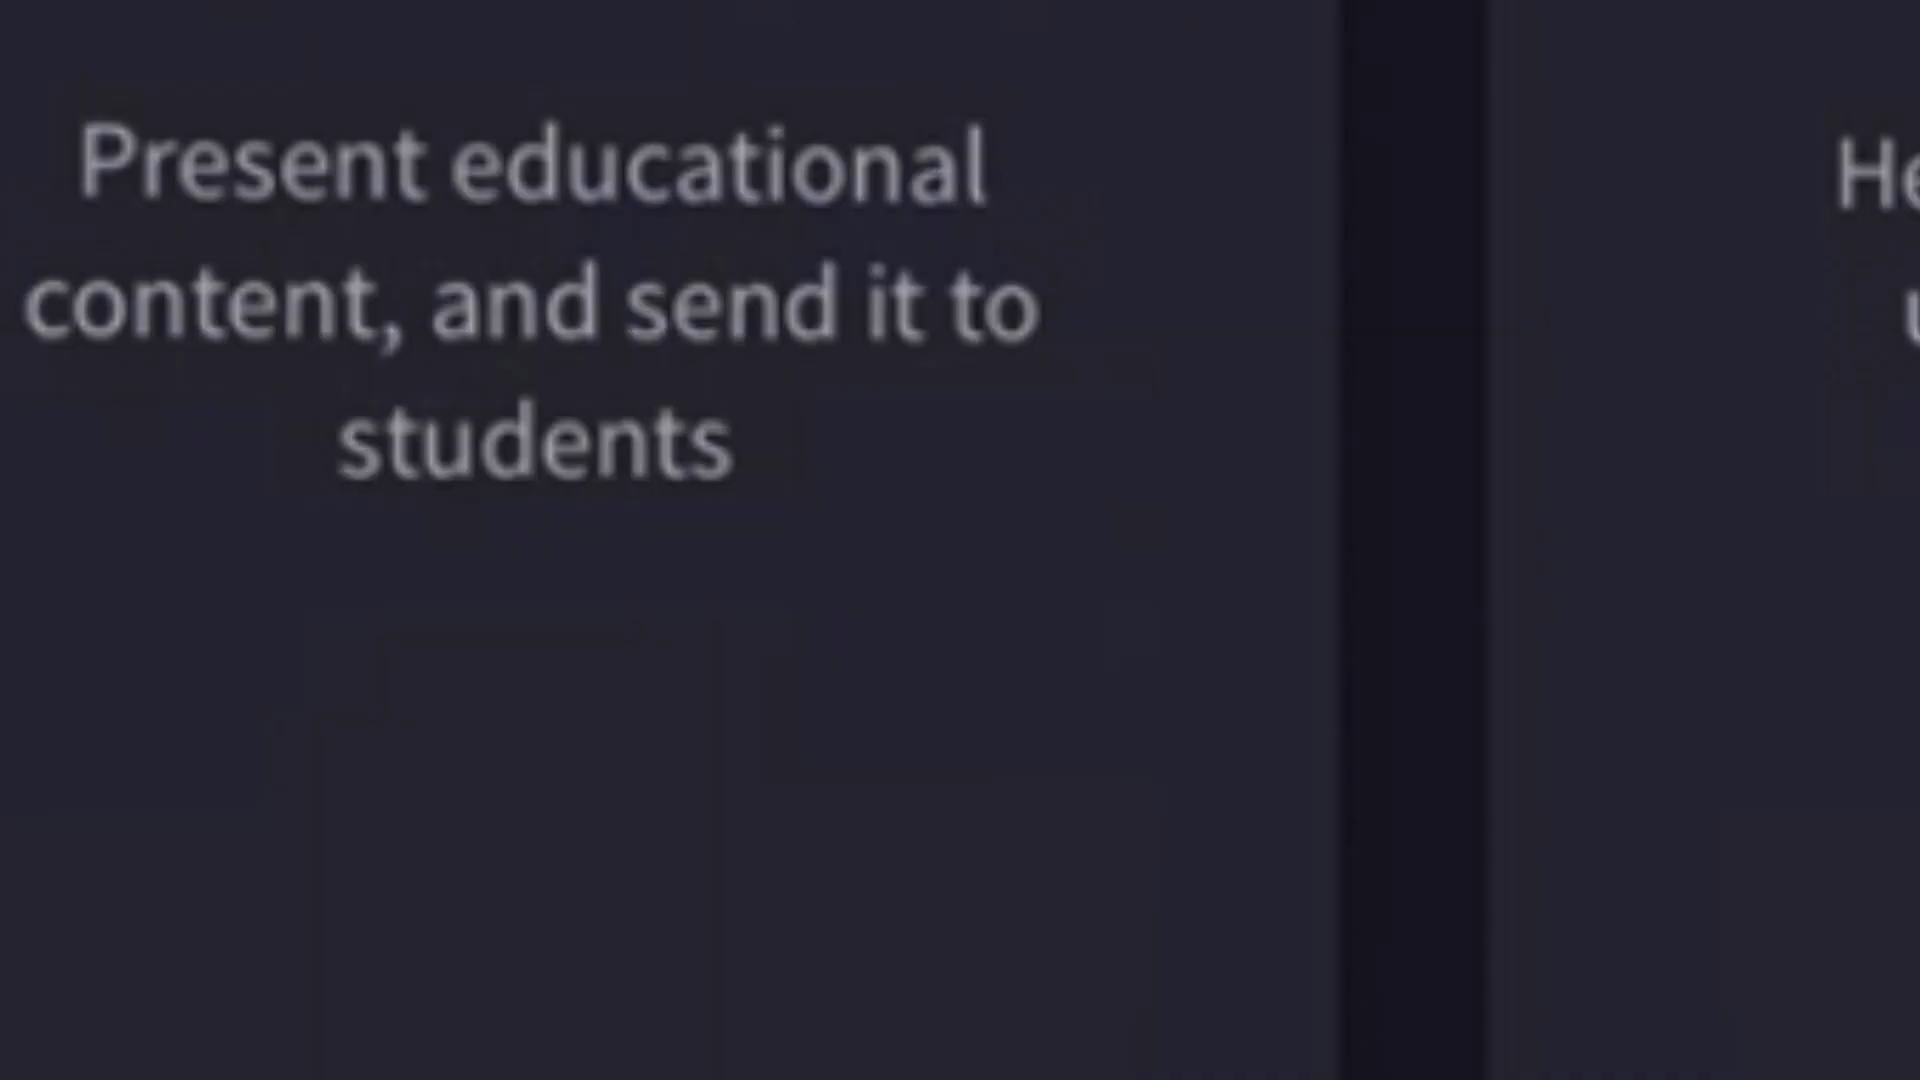 Present educational
content, and send it to
students